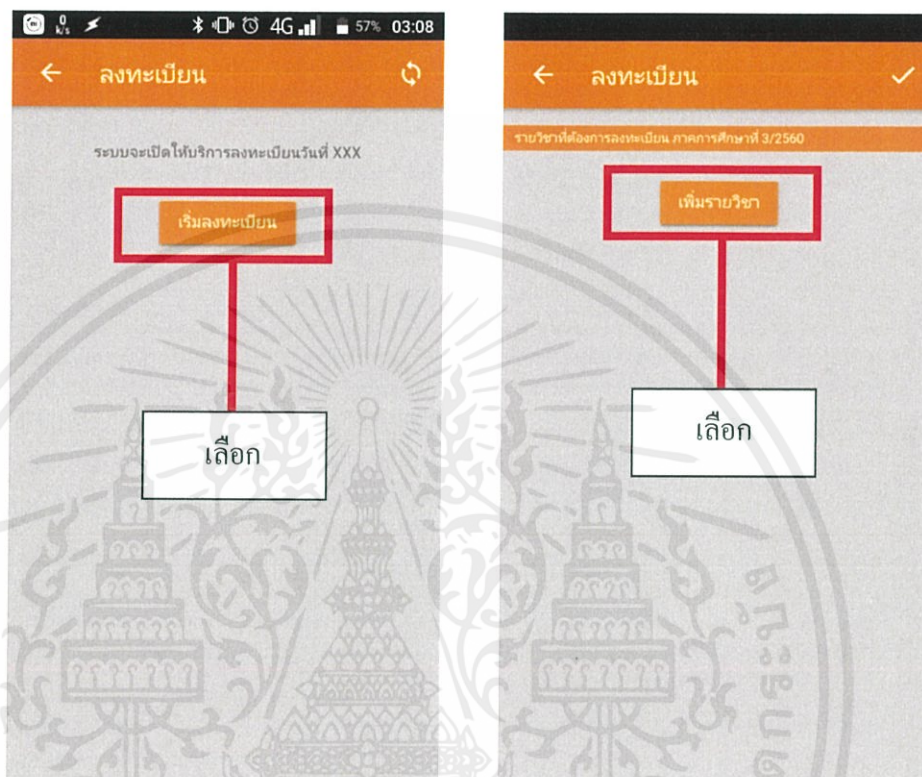 0 k/s 4G 57% 03:08
ลงทะเบียน
ระบบจะเปิดให้บริการลงทะเบียนวันที่ XXX
เริ่มลงทะเบียน
เลือก
ลงทะเบียน
รายวิชาที่ต้องการลงทะเบียน ภาคการศึกษาที่ 3/2560
เพิ่มรายวิชา
เลือก